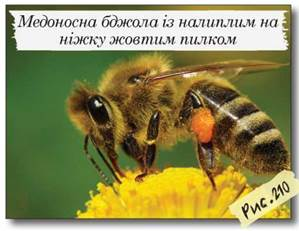 Медоносна бджола із налиплим на
ніжку жовтим пилком
Рис.210